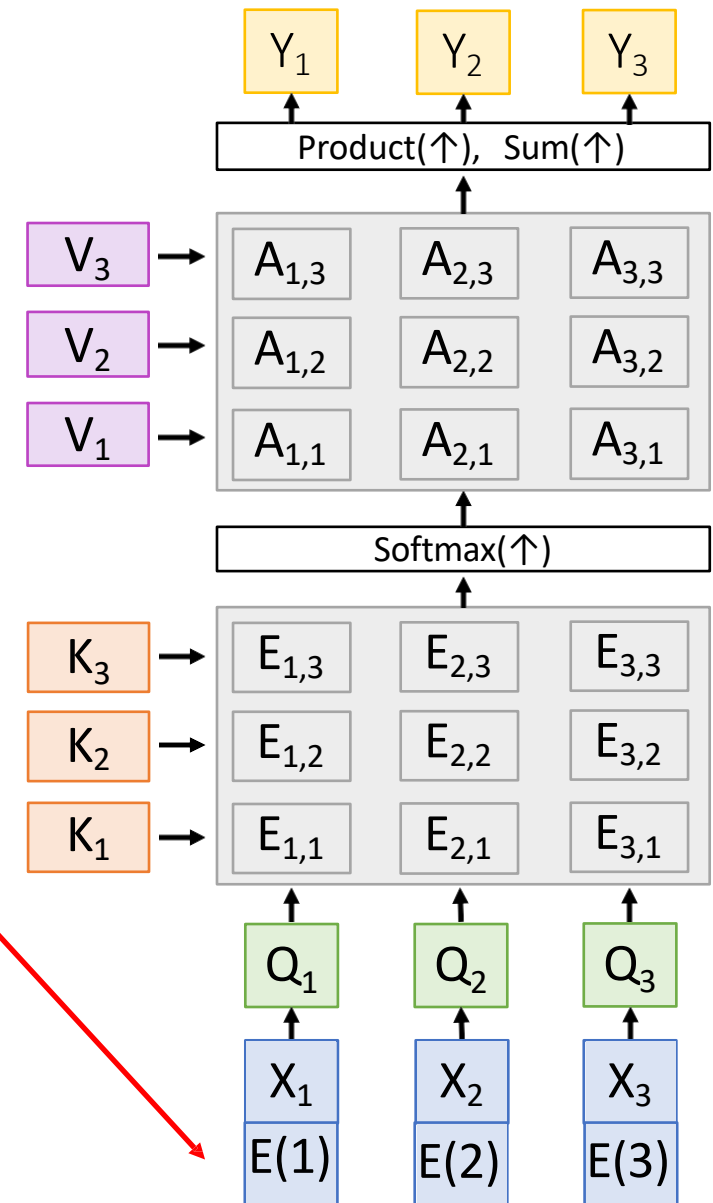 Y₁ Y₂ Y₃
Product(↑), Sum(↑)
V₃ A₁,₃ A₂,₃ A₃,₃
V₂ A₁,₂ A₂,₂ A₃,₂
V₁ A₁,₁ A₂,₁ A₃,₁
Softmax(↑)
K₃ E₁,₃ E₂,₃ E₃,₃
K₂ E₁,₂ E₂,₂ E₃,₂
K₁ E₁,₁ E₂,₁ E₃,₁
Q₁ Q₂ Q₃
X₁ X₂ X₃
E(1) E(2) E(3)